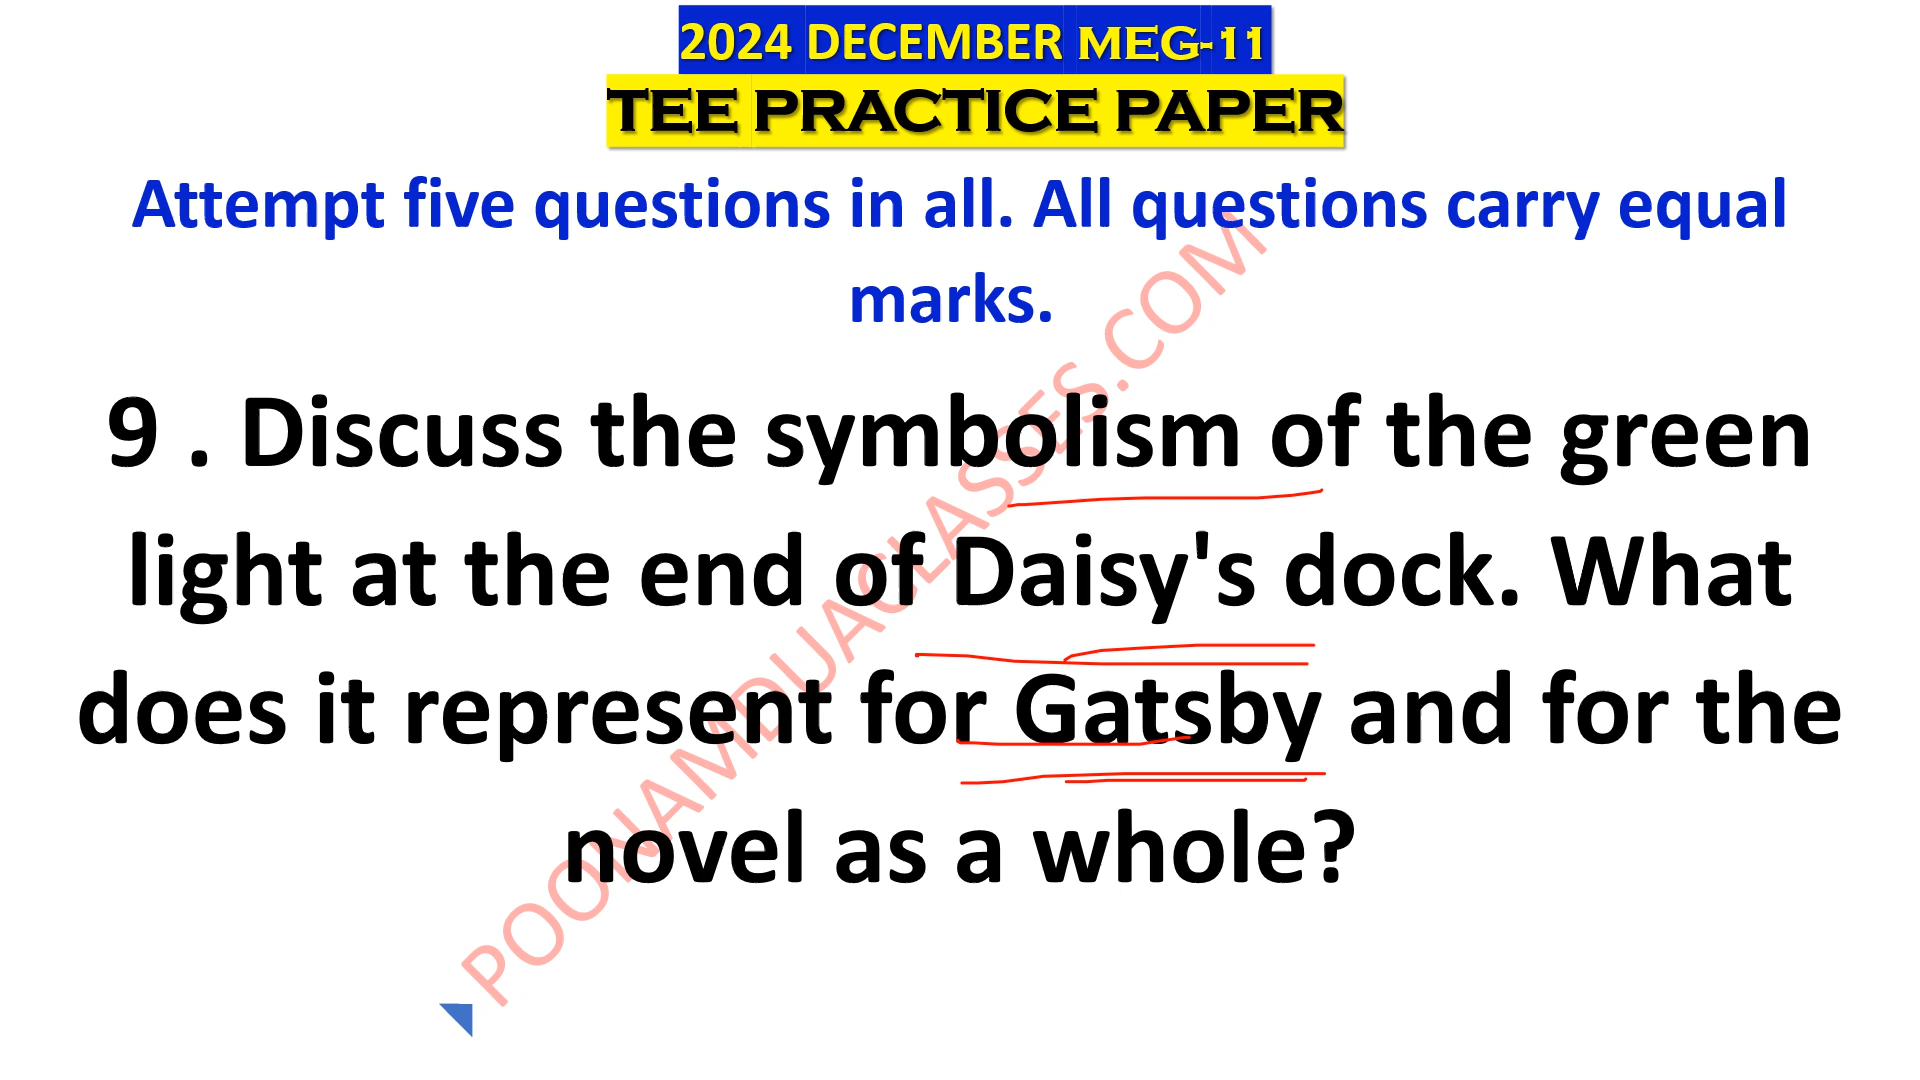 2024 DECEMBER MEG-11
TEE PRACTICE PAPER
Attempt five questions in all. All questions carry equal
marks.
9 . Discuss the symbolism of the green
light at the end of Daisy's dock. What
does it represent for Gatsby and for the
novel as a whole?
POONAMDUACLASSES.COM